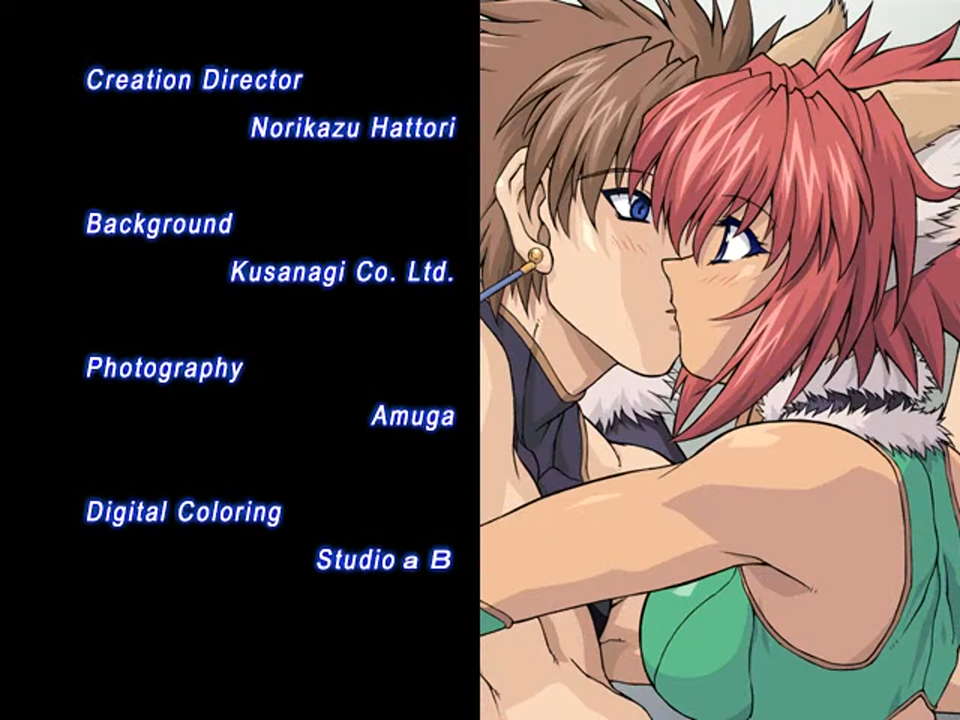 Creation Director
Norikazu Hattori
Background
Kusanagi Co. Ltd.
Photography
Amuga
Digital Coloring
Studio a B